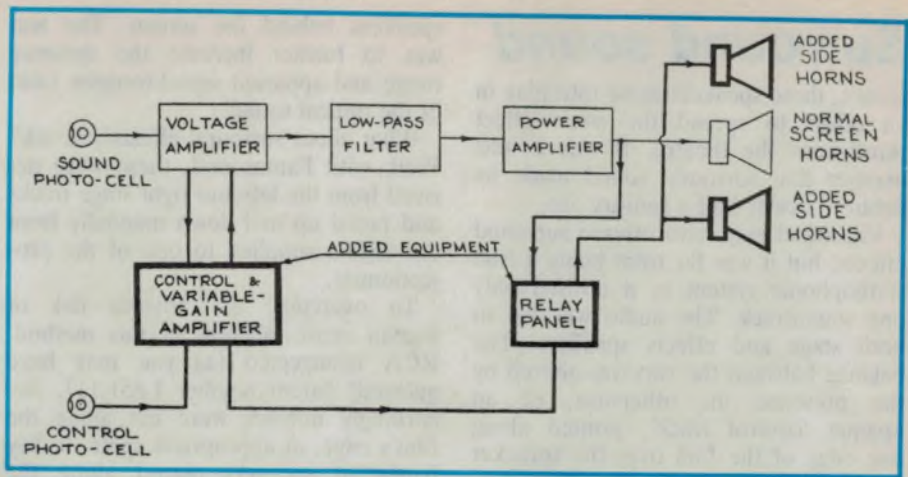 SOUND
PHOTO-CELL
VOLTAGE
AMPLIFIER
LOW-PASS
FILTER
POWER
AMPLIFIER
ADDED
SIDE
HORNS
NORMAL
SCREEN
HORNS
ADDED
SIDE
HORNS
ADDED EQUIPMENT
CONTROL &
VARIABLE-
GAIN
AMPLIFIER
RELAY
PANEL
CONTROL
PHOTO-CELL